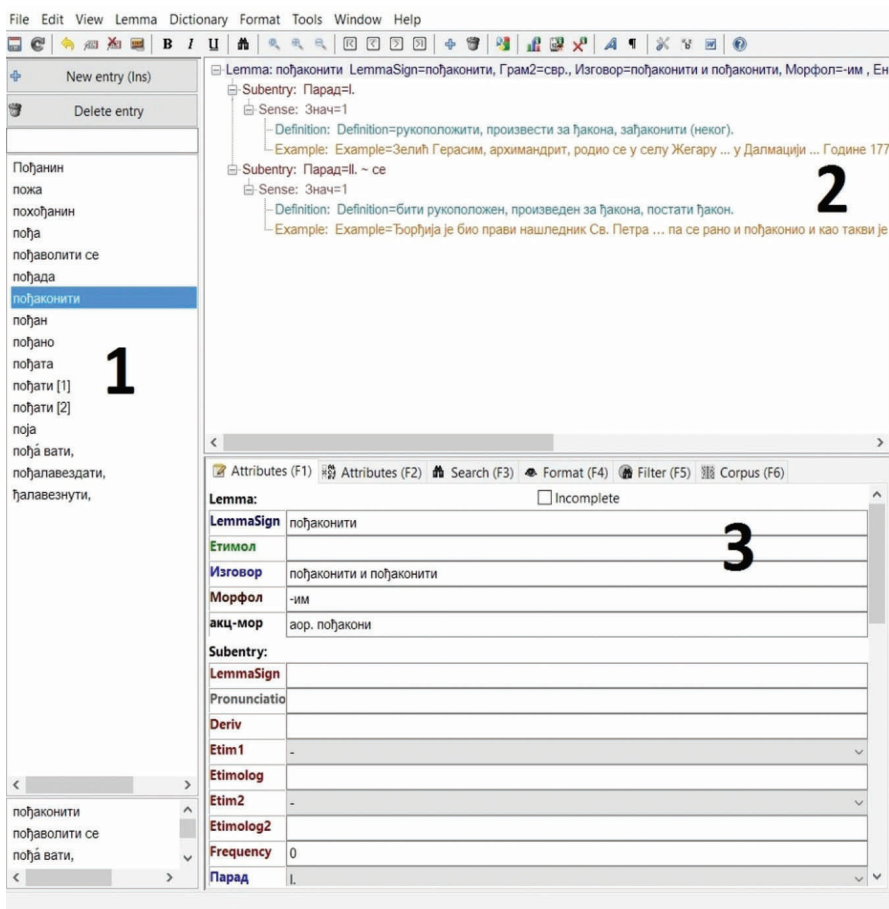 File Edit View Lemma Dictionary Format Tools Window Help
B I U
New entry (Ins)
Delete entry
Пођанин
пожа
похођанин
пођа
пођаволити се
пођада
пођаконити
пођан
пођано
пођата
пођати [1]
пођати [2]
поја
пођа́ вати,
пођалавездати,
ђалавезнути,
1
пођаконити
пођаволити се
пођа́ вати,
Lemma: пођаконити LemmaSign=пођаконити, Грам2=свр., Изговор=пођаконити и пођаконити, Морфол=-им , Ен
Subentry: Парад=I.
Sense: Знач=1
Definition: Definition=рукоположити, произвести за ђакона, зађаконити (неког).
Example: Example=Зелић Герасим, архимандрит, родио се у селу Жегару ... у Далмацији ... Године 177
Subentry: Парад=II. ~ се
Sense: Знач=1
Definition: Definition=бити рукоположен, произведен за ђакона, постати ђакон.
Example: Example=Ђорђија је био прави нашледник Св. Петра ... па се рано и пођаконио и као такви је
2
Attributes (F1) Attributes (F2) Search (F3) Format (F4) Filter (F5) Corpus (F6)
Lemma: Incomplete
LemmaSign пођаконити
Етимол
Изговор пођаконити и пођаконити
Морфол -им
акц-мор аор. пођакони
Subentry:
LemmaSign
Pronunciatio
Deriv
Etim1 -
Etimolog
Etim2 -
Etimolog2
Frequency 0
Парад I.
3